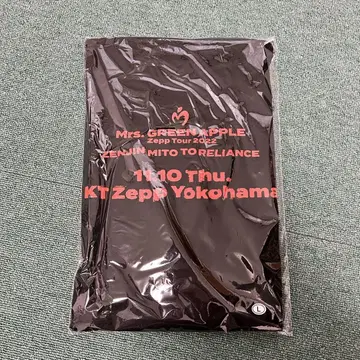 Mrs. GREEN APPLE
Zepp Tour 2022
ZENJIN MITO TO RELIANCE
11.10 Thu.
KT Zepp Yokohama
L